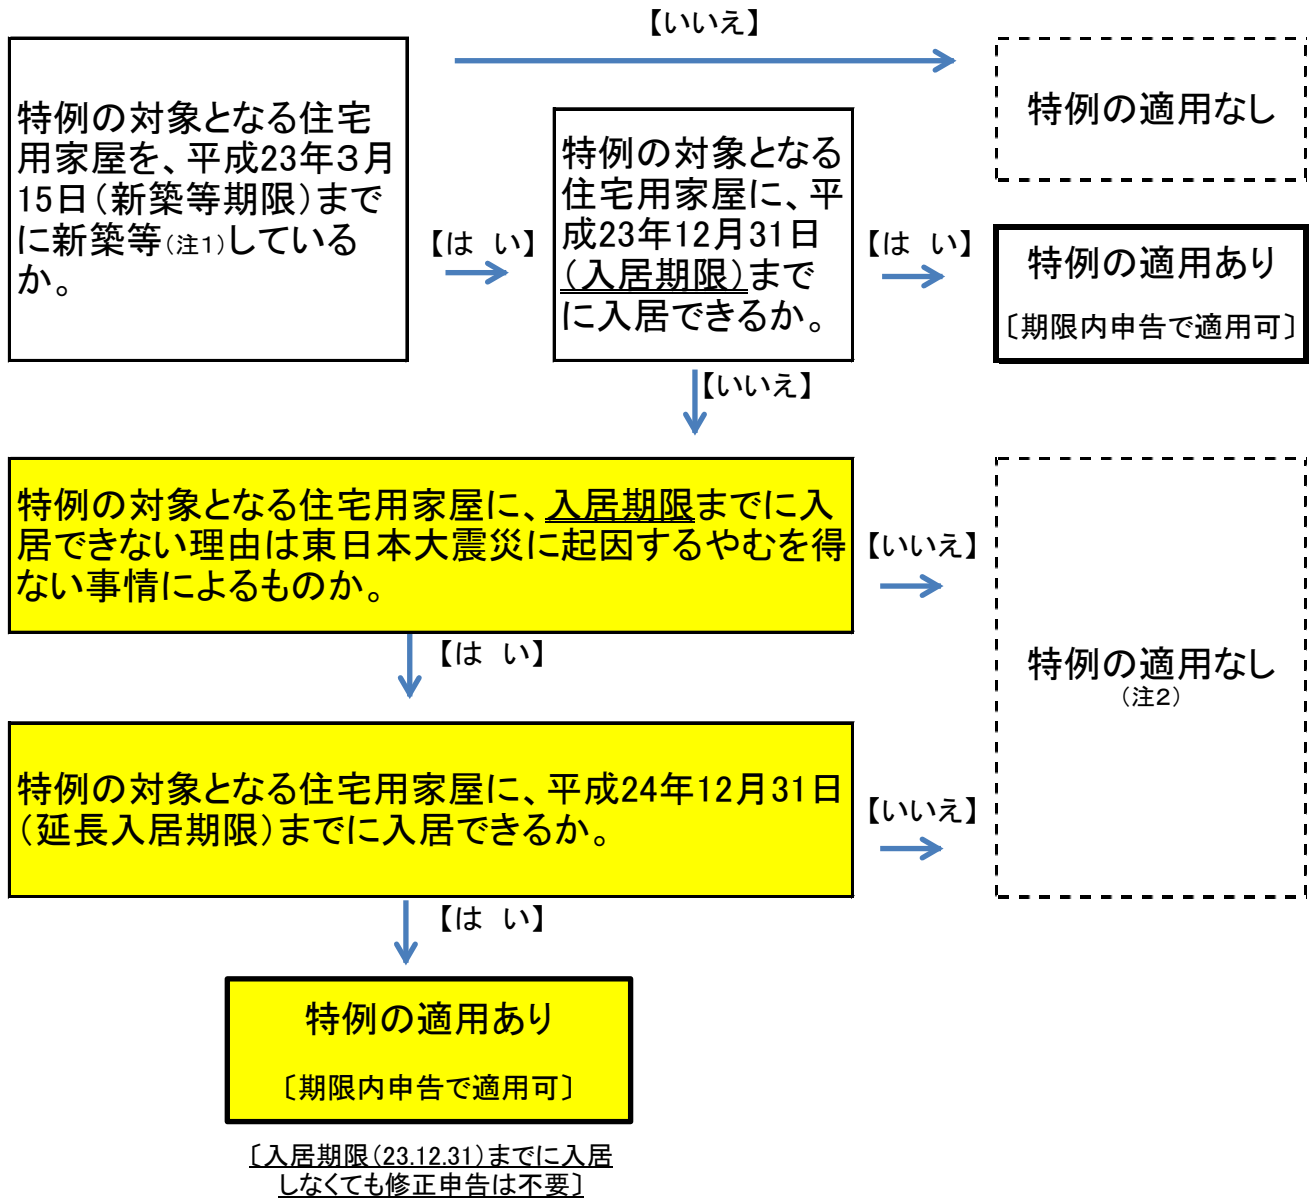 【いいえ】
特例の対象となる住宅
用家屋を、平成23年３月
15日（新築等期限）まで
に新築等（注１）している
か。
【は　い】
特例の対象となる
住宅用家屋に、平
成23年12月31日
（入居期限）まで
に入居できるか。
【は　い】
特例の適用なし
特例の適用あり
〔期限内申告で適用可〕
【いいえ】
特例の対象となる住宅用家屋に、入居期限までに入
居できない理由は東日本大震災に起因するやむを得
ない事情によるものか。
【いいえ】
【は　い】
特例の適用なし
（注２）
特例の対象となる住宅用家屋に、平成24年12月31日
（延長入居期限）までに入居できるか。
【いいえ】
【は　い】
特例の適用あり
〔期限内申告で適用可〕
〔入居期限（23.12.31）までに入居
しなくても修正申告は不要〕